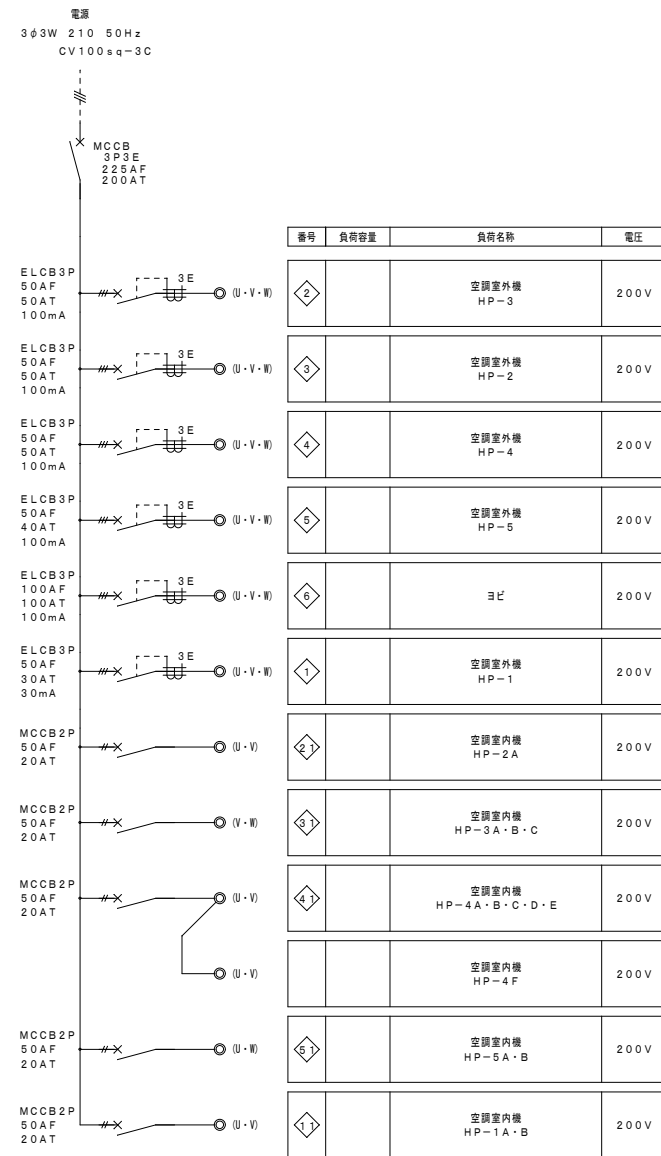 電源
3φ3W 210 50Hz
CV100sq－3C
MCCB
3P3E
225AF
200AT
番号 負荷容量 負荷名称 電圧
ELCB3P
50AF
50AT
100mA
3E
(U・V・W)
2
空調室外機
HP－3
200V
ELCB3P
50AF
50AT
100mA
3E
(U・V・W)
3
空調室外機
HP－2
200V
ELCB3P
50AF
50AT
100mA
3E
(U・V・W)
4
空調室外機
HP－4
200V
ELCB3P
50AF
40AT
100mA
3E
(U・V・W)
5
空調室外機
HP－5
200V
ELCB3P
100AF
100AT
100mA
3E
(U・V・W)
6
ヨビ
200V
ELCB3P
50AF
30AT
30mA
3E
(U・V・W)
1
空調室外機
HP－1
200V
MCCB2P
50AF
20AT
(U・V)
21
空調室内機
HP－2A
200V
MCCB2P
50AF
20AT
(V・W)
31
空調室内機
HP－3A・B・C
200V
MCCB2P
50AF
20AT
(U・V)
41
空調室内機
HP－4A・B・C・D・E
200V
(U・V)
空調室内機
HP－4F
200V
MCCB2P
50AF
20AT
(U・W)
51
空調室内機
HP－5A・B
200V
MCCB2P
50AF
20AT
(U・V)
11
空調室内機
HP－1A・B
200V